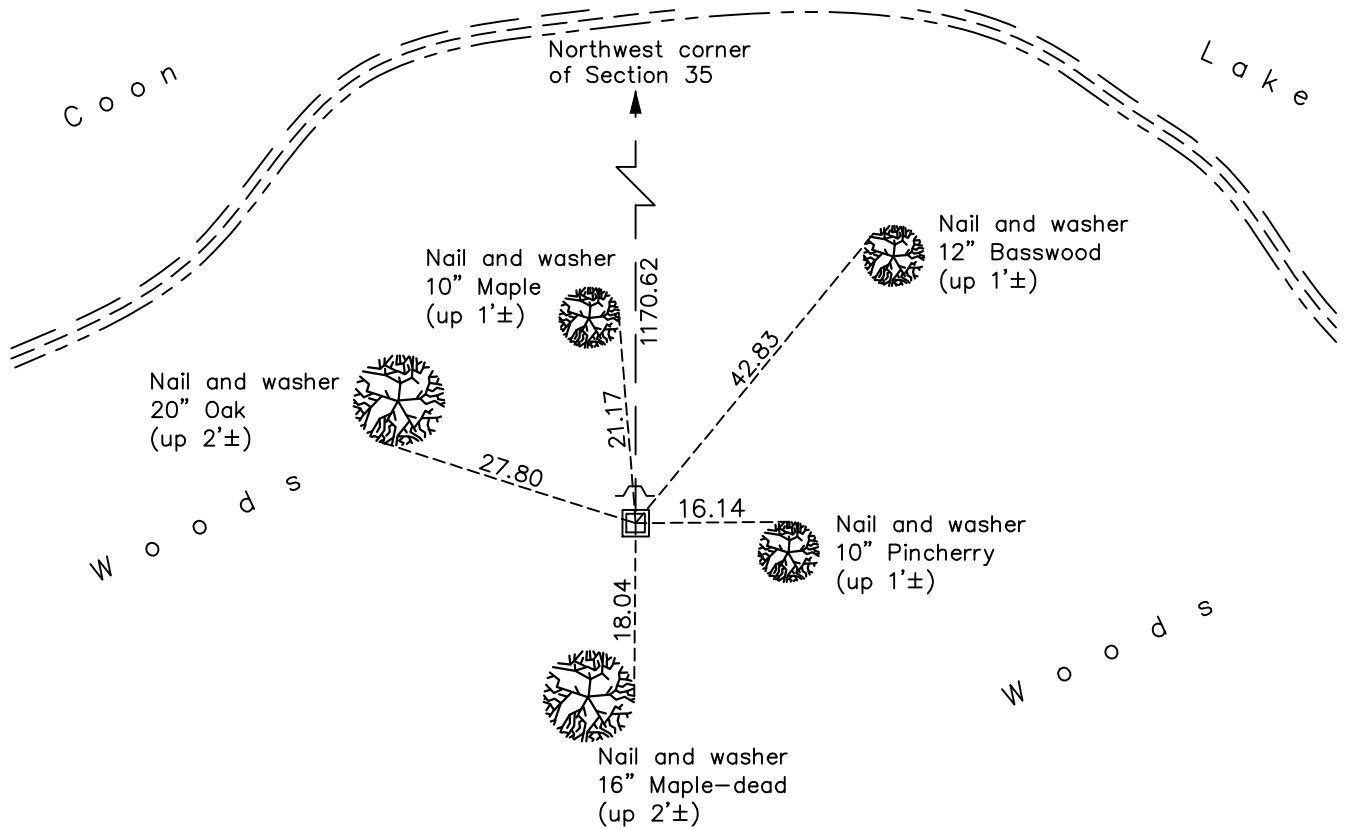 Northwest corner
of Section 35
Coon
Lake
Nail and washer
12” Basswood
(up 1'±)
Nail and washer
10” Maple
(up 1'±)
1170.62
42.83
Nail and washer
20” Oak
(up 2'±)
21.17
27.80
16.14
Woods
Nail and washer
10” Pincherry
(up 1'±)
18.04
Woods
Nail and washer
16” Maple-dead
(up 2'±)